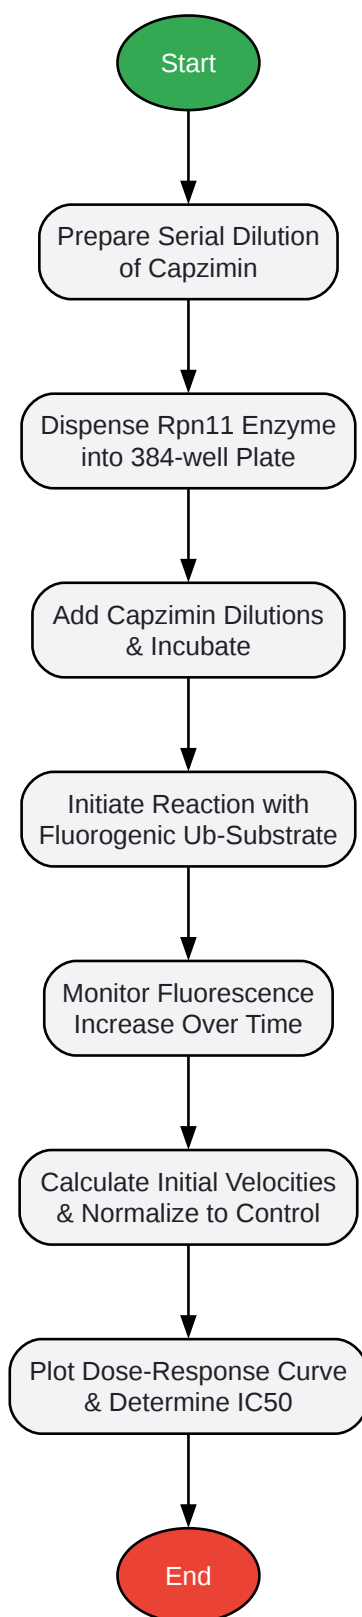 Start
Prepare Serial Dilution
of Capzimin
Dispense Rpn11 Enzyme
into 384-well Plate
Add Capzimin Dilutions
& Incubate
Initiate Reaction with
Fluorogenic Ub-Substrate
Monitor Fluorescence
Increase Over Time
Calculate Initial Velocities
& Normalize to Control
Plot Dose-Response Curve
& Determine IC50
End